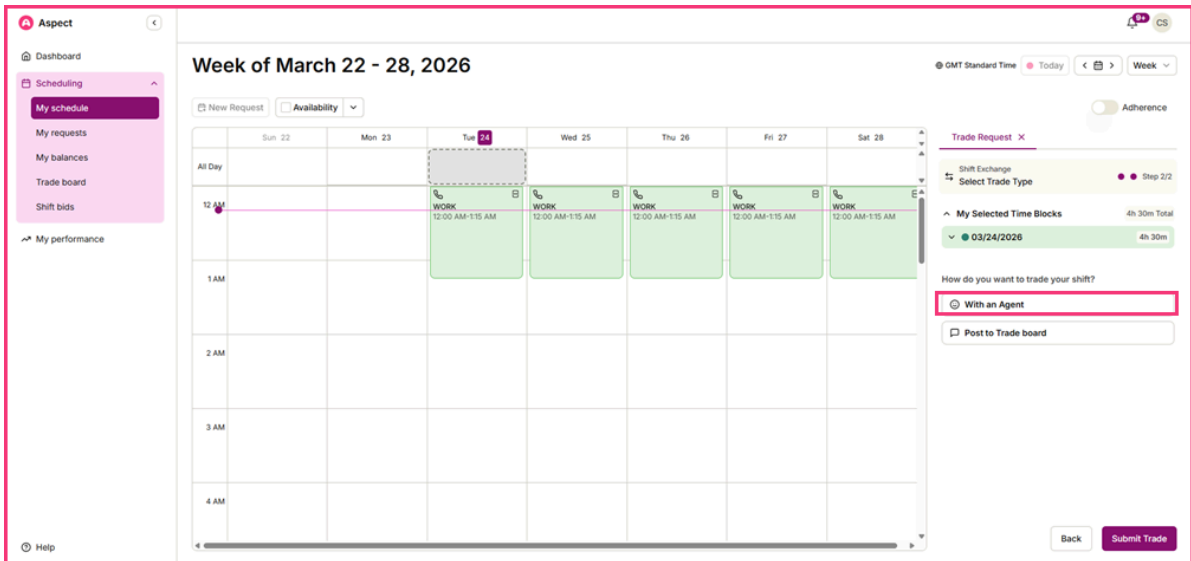 Aspect
9+
CS
Dashboard
Scheduling
My schedule
My requests
My balances
Trade board
Shift bids
My performance
Help
Week of March 22 - 28, 2026
GMT Standard Time
Today
Week
New Request
Availability
Adherence
Sun 22 Mon 23 Tue 24 Wed 25 Thu 26 Fri 27 Sat 28
All Day
12 AM
WORK WORK WORK WORK WORK
12:00 AM-1:15 AM 12:00 AM-1:15 AM 12:00 AM-1:15 AM 12:00 AM-1:15 AM 12:00 AM-1:15 AM
1 AM
2 AM
3 AM
4 AM
Trade Request
Shift Exchange
Select Trade Type
Step 2/2
My Selected Time Blocks 4h 30m Total
03/24/2026 4h 30m
How do you want to trade your shift?
With an Agent
Post to Trade board
Back Submit Trade